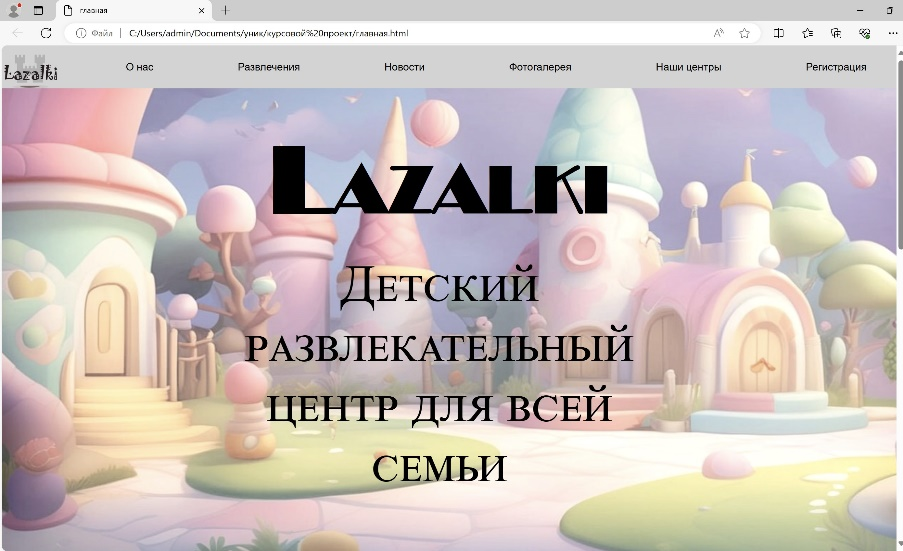 главная
Файл
C:/Users/admin/Documents/уник/курсовой%20проект/главная.html
Lazalki
О нас
Развлечения
Новости
Фотогалерея
Наши центры
Регистрация
LAZALKI
ДЕТСКИЙ
РАЗВЛЕКАТЕЛЬНЫЙ
ЦЕНТР ДЛЯ ВСЕЙ
СЕМЬИ